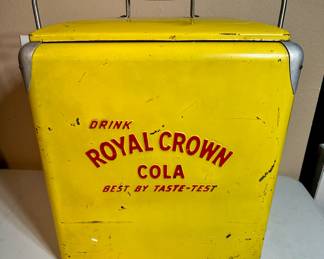 DRINK
ROYAL CROWN
COLA
BEST BY TASTE-TEST